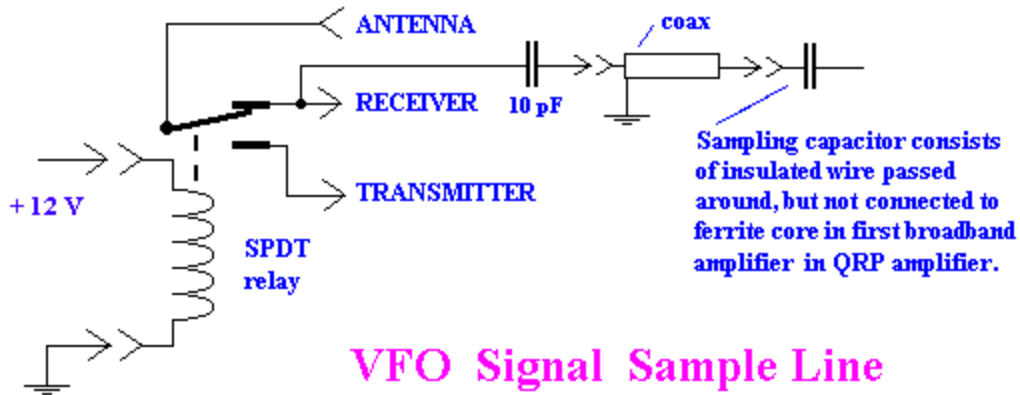 ANTENNA
coax
RECEIVER
10 pF
Sampling capacitor consists
of insulated wire passed
around, but not connected to
ferrite core in first broadband
amplifier in QRP amplifier.
TRANSMITTER
+ 12 V
SPDT
relay
VFO Signal Sample Line